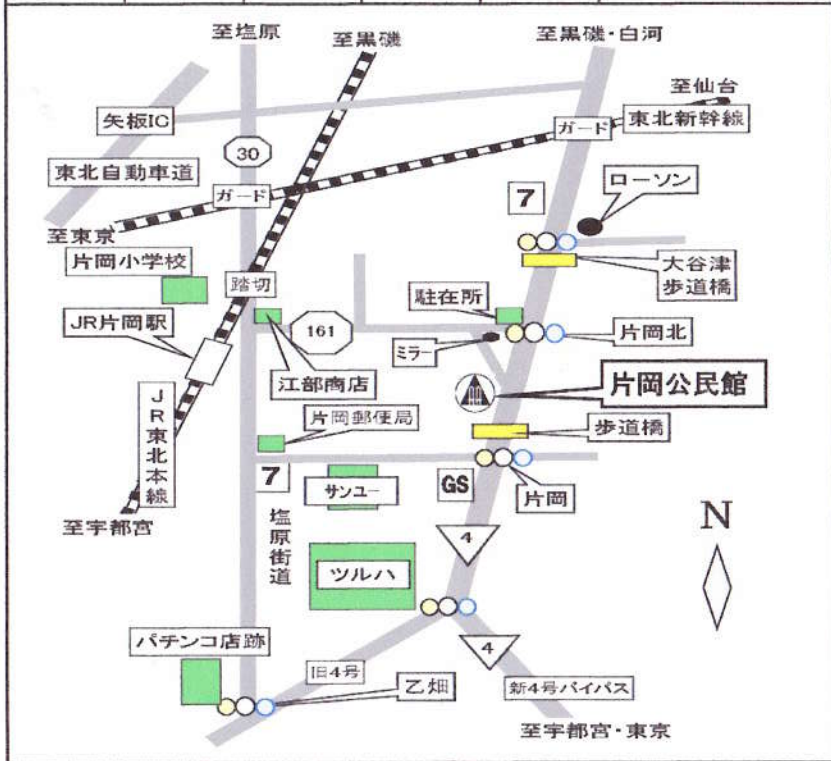 至塩原
至黒磯
至黒磯・白河
至仙台
矢板IC
ガード
東北新幹線
30
東北自動車道
ガード
7
ローソン
至東京
片岡小学校
踏切
駐在所
大谷津
歩道橋
JR片岡駅
161
ミラー
片岡北
江部商店
片岡公民館
JR東北本線
片岡郵便局
歩道橋
7
サンユー
GS
片岡
N
至宇都宮
塩原街道
4
ツルハ
パチンコ店跡
4
旧4号
乙畑
新4号バイパス
至宇都宮・東京